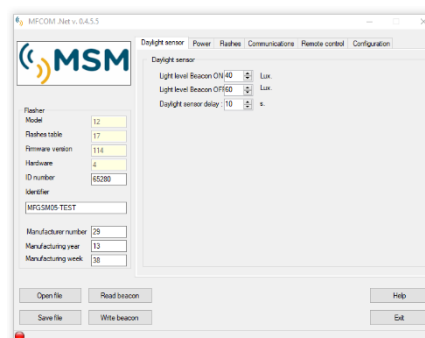 MFCOM .Net v. 0.4.5.5
MSM
Daylight sensor Power Flashes Communications Remote control Configuration
Daylight sensor
Light level Beacon ON 40 Lux.
Light level Beacon OFF 60 Lux.
Daylight sensor delay : 10 s.
Flasher
Model 12
Flashes table 17
Firmware version 114
Hardware 4
ID number 65280
Identifier
MFGSM05-TEST
Manufacturer number 29
Manufacturing year 13
Manufacturing week 38
Open file Read beacon Help
Save file Write beacon Exit